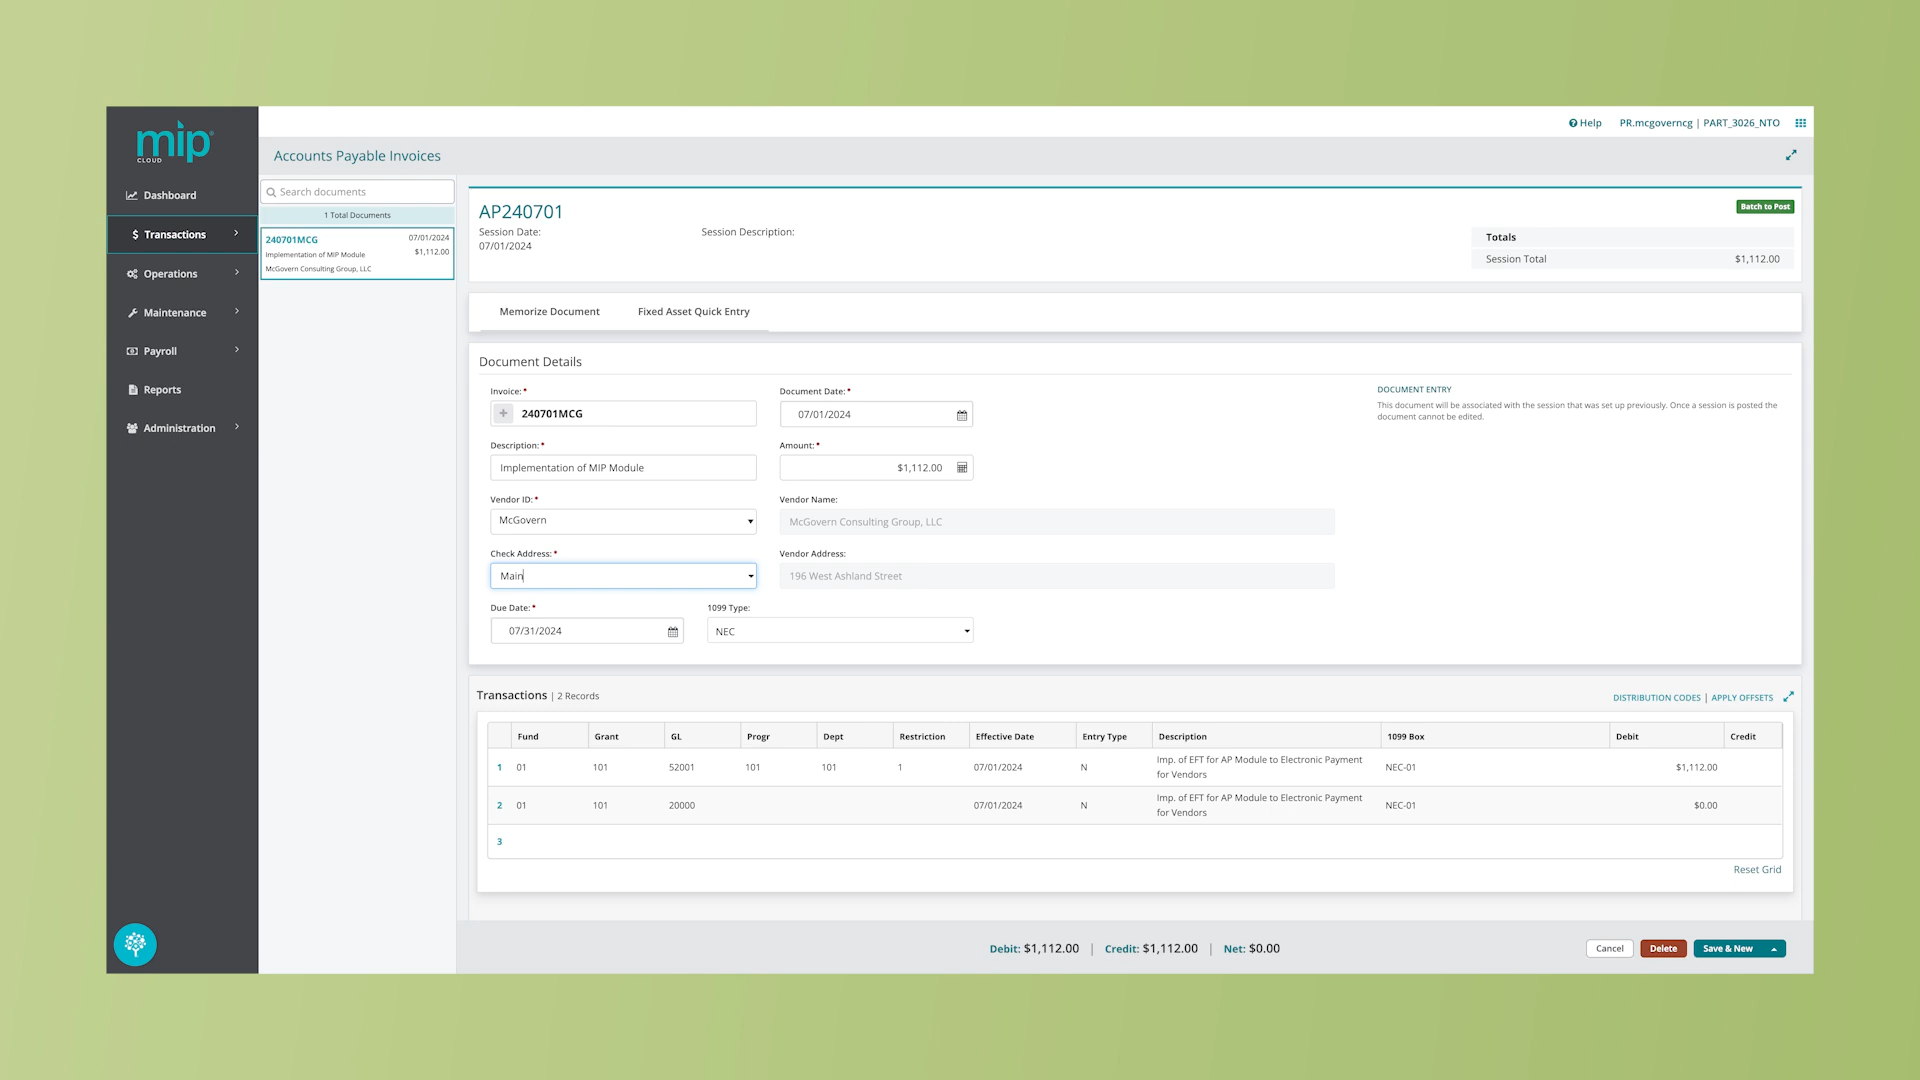 mip
CLOUD
Dashboard
Transactions
Operations
Maintenance
Payroll
Reports
Administration
Help
PR.mcgoverncg | PART_3026_NTO
Accounts Payable Invoices
Search documents
1 Total Documents
240701MCG 07/01/2024
Implementation of MIP Module $1,112.00
McGovern Consulting Group, LLC
AP240701
Batch to Post
Session Date: Session Description:
07/01/2024
Totals
Session Total $1,112.00
Memorize Document Fixed Asset Quick Entry
Document Details
Invoice:* Document Date:*
240701MCG 07/01/2024
Description:* Amount:*
Implementation of MIP Module $1,112.00
Vendor ID:* Vendor Name:
McGovern McGovern Consulting Group, LLC
Check Address:* Vendor Address:
Main 196 West Ashland Street
Due Date:* 1099 Type:
07/31/2024 NEC
DOCUMENT ENTRY
This document will be associated with the session that was set up previously. Once a session is posted the
document cannot be edited.
Transactions | 2 Records
DISTRIBUTION CODES | APPLY OFFSETS
Fund Grant GL Progr Dept Restriction Effective Date Entry Type Description 1099 Box Debit Credit
1 01 101 52001 101 101 1 07/01/2024 N Imp. of EFT for AP Module to Electronic Payment NEC-01 $1,112.00
for Vendors
2 01 101 20000 07/01/2024 N Imp. of EFT for AP Module to Electronic Payment NEC-01 $0.00
for Vendors
3
Reset Grid
Debit: $1,112.00 | Credit: $1,112.00 | Net: $0.00
Cancel Delete Save & New